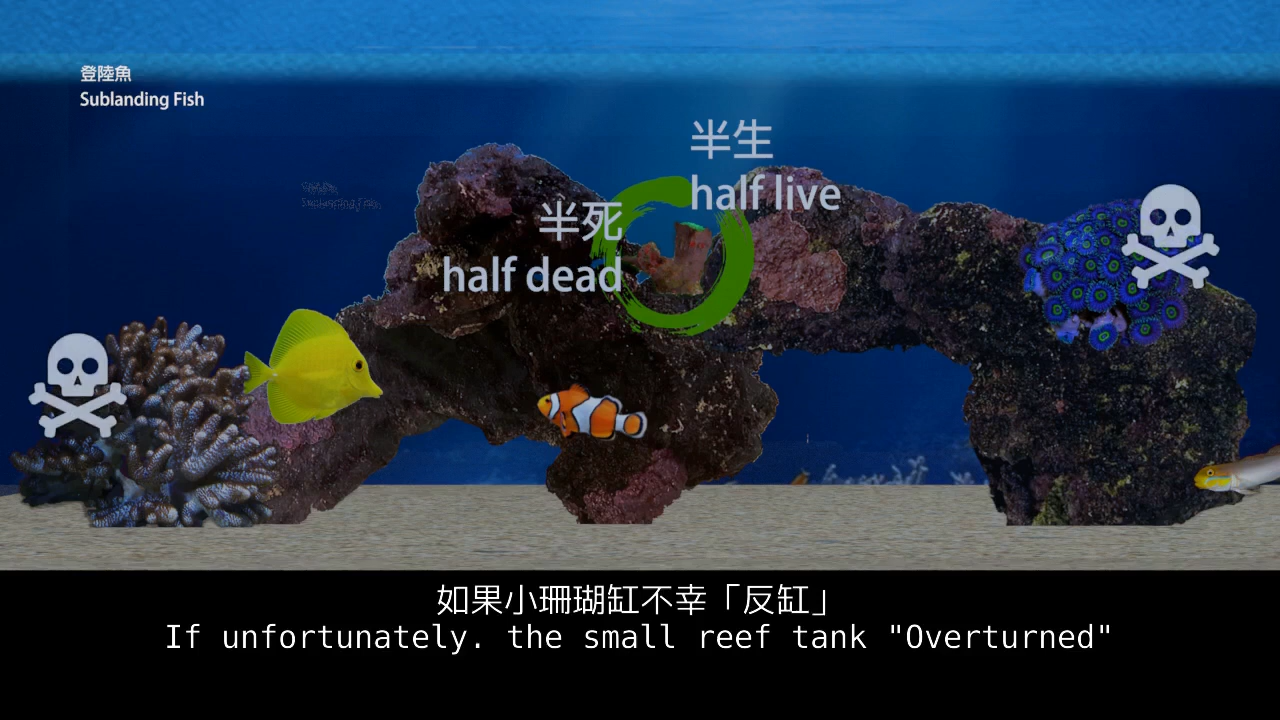 登陸魚
Sublanding Fish
半生
half live
半死
half dead
如果小珊瑚缸不幸「反缸」
If unfortunately. the small reef tank "Overturned"